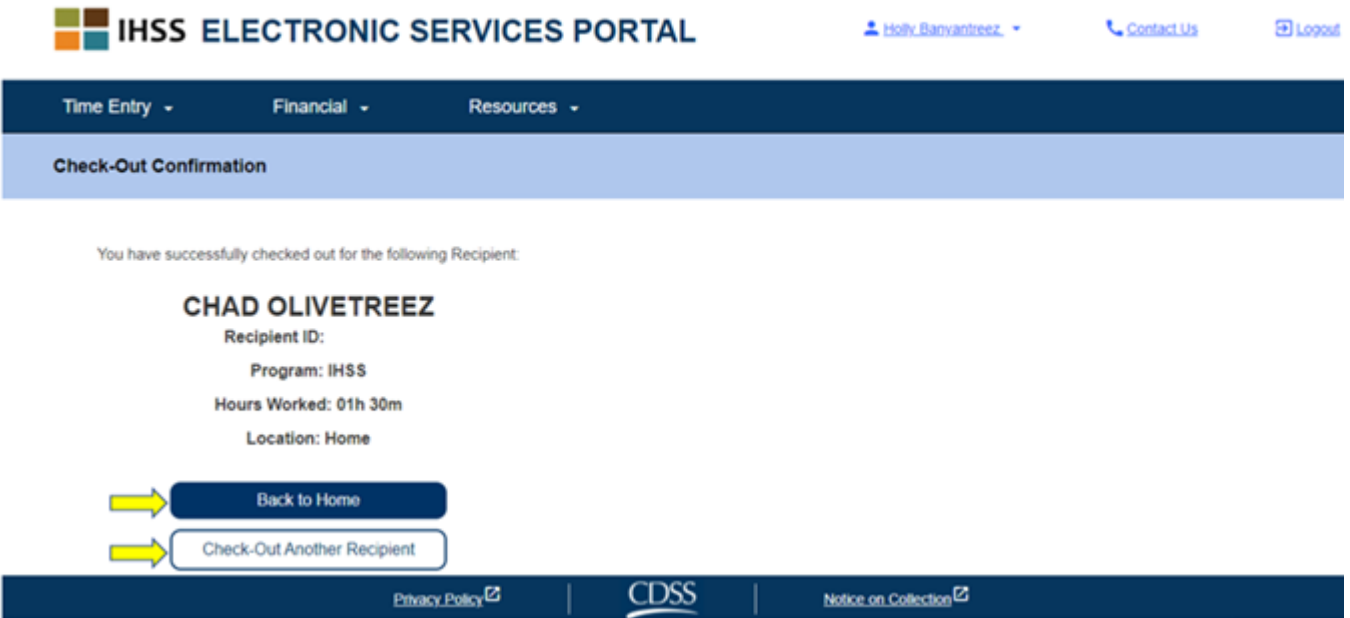 IHSS ELECTRONIC SERVICES PORTAL
Holly Banyantreez
Contact Us
Logout
Time Entry
Financial
Resources
Check-Out Confirmation
You have successfully checked out for the following Recipient:
CHAD OLIVETREEZ
Recipient ID:
Program: IHSS
Hours Worked: 01h 30m
Location: Home
Back to Home
Check-Out Another Recipient
Privacy Policy
CDSS
Notice on Collection